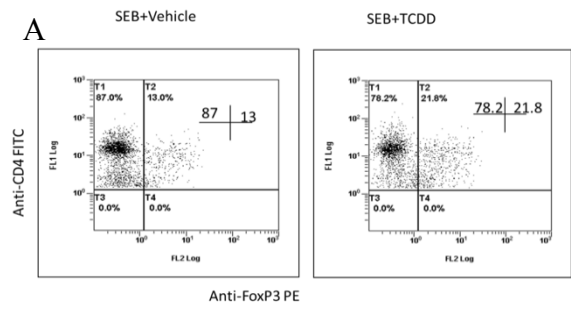 SEB+Vehicle
SEB+TCDD
A
Anti-CD4 FITC
FL1 Log
10³
10²
10¹
10⁰
T1
87.0%
T2
13.0%
87
13
T3
0.0%
T4
0.0%
10⁰
10¹
10²
10³
FL2 Log
FL1 Log
10³
10²
10¹
10⁰
T1
78.2%
T2
21.8%
78.2
21.8
T3
0.0%
T4
0.0%
10⁰
10¹
10²
10³
FL2 Log
Anti-FoxP3 PE